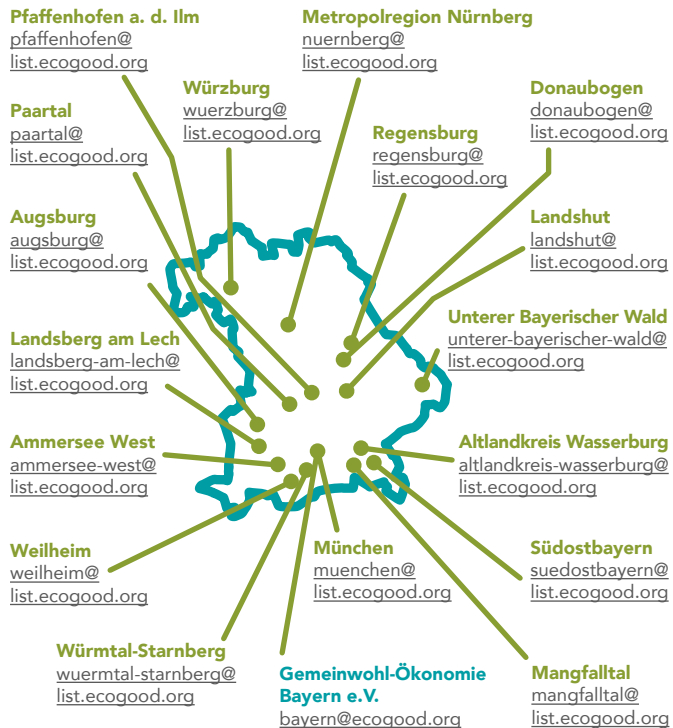 Pfaffenhofen a. d. Ilm
pfaffenhofen@
list.ecogood.org
Metropolregion Nürnberg
nuernberg@
list.ecogood.org
Würzburg
wuerzburg@
list.ecogood.org
Donaubogen
donaubogen@
list.ecogood.org
Paartal
paartal@
list.ecogood.org
Regensburg
regensburg@
list.ecogood.org
Augsburg
augsburg@
list.ecogood.org
Landshut
landshut@
list.ecogood.org
Unterer Bayerischer Wald
unterer-bayerischer-wald@
list.ecogood.org
Landsberg am Lech
landsberg-am-lech@
list.ecogood.org
Ammersee West
ammersee-west@
list.ecogood.org
Altlandkreis Wasserburg
altlandkreis-wasserburg@
list.ecogood.org
Weilheim
weilheim@
list.ecogood.org
München
muenchen@
list.ecogood.org
Südostbayern
suedostbayern@
list.ecogood.org
Würmtal-Starnberg
wuermtal-starnberg@
list.ecogood.org
Gemeinwohl-Ökonomie
Bayern e.V.
bayern@ecogood.org
Mangfalltal
mangfalltal@
list.ecogood.org